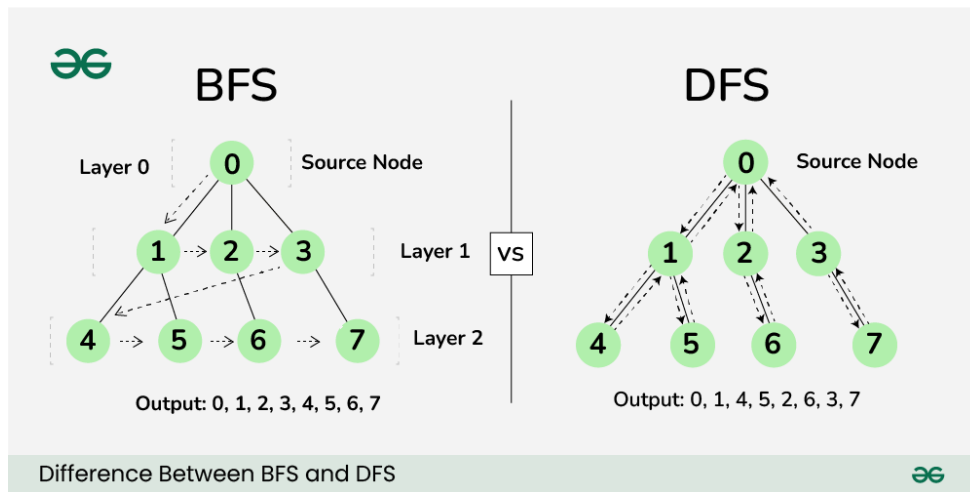 BFS
Layer 0
0
Source Node
1
2
3
Layer 1
4
5
6
7
Layer 2
Output: 0, 1, 2, 3, 4, 5, 6, 7
VS
DFS
0
Source Node
1
2
3
4
5
6
7
Output: 0, 1, 4, 5, 2, 6, 3, 7
Difference Between BFS and DFS